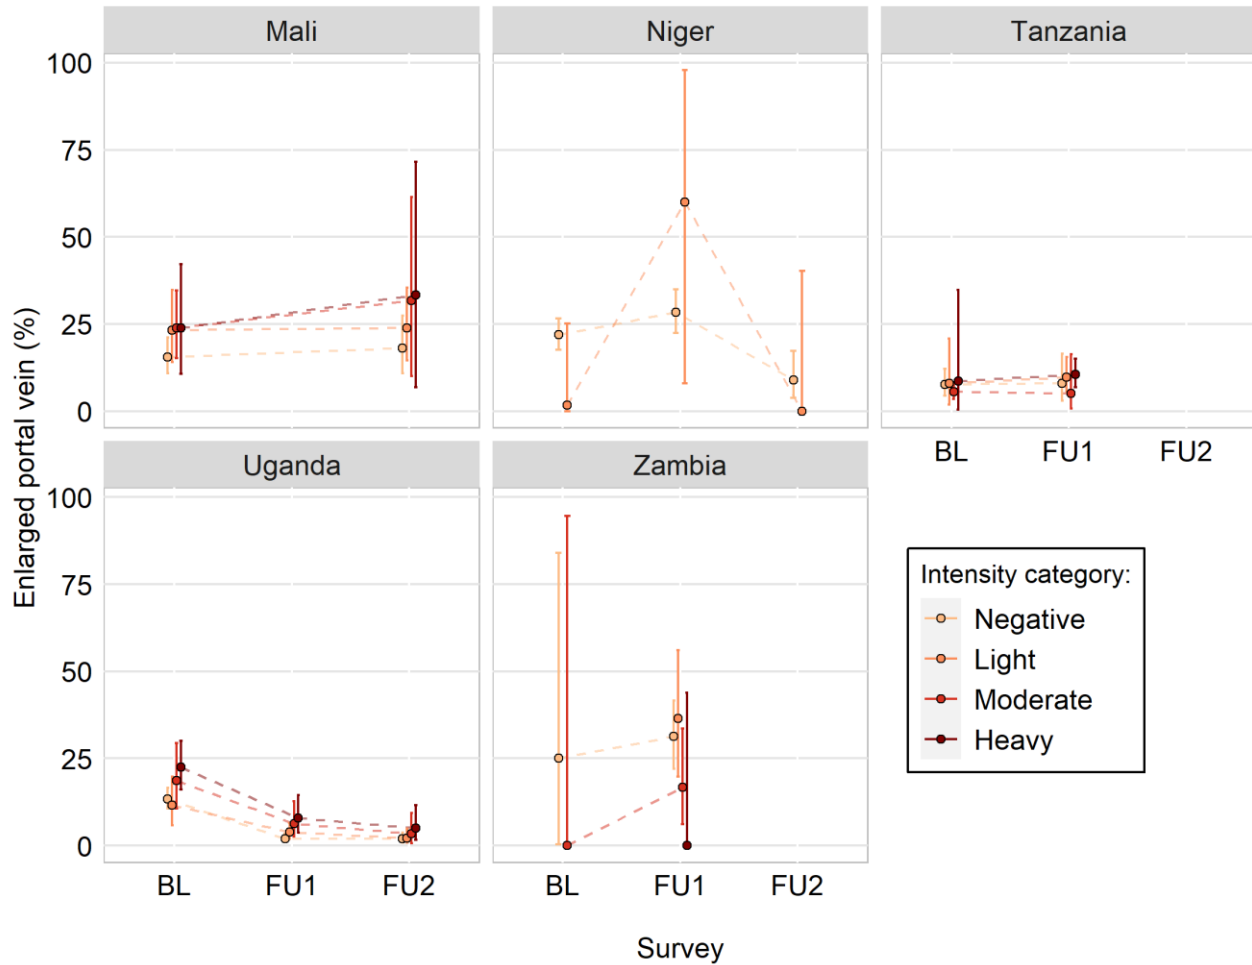 Mali
Niger
Tanzania
Enlarged portal vein (%)
100
75
50
25
0
BL
FU1
FU2
Uganda
Zambia
100
75
50
25
0
BL
FU1
FU2
BL
FU1
FU2
Survey
Intensity category:
Negative
Light
Moderate
Heavy